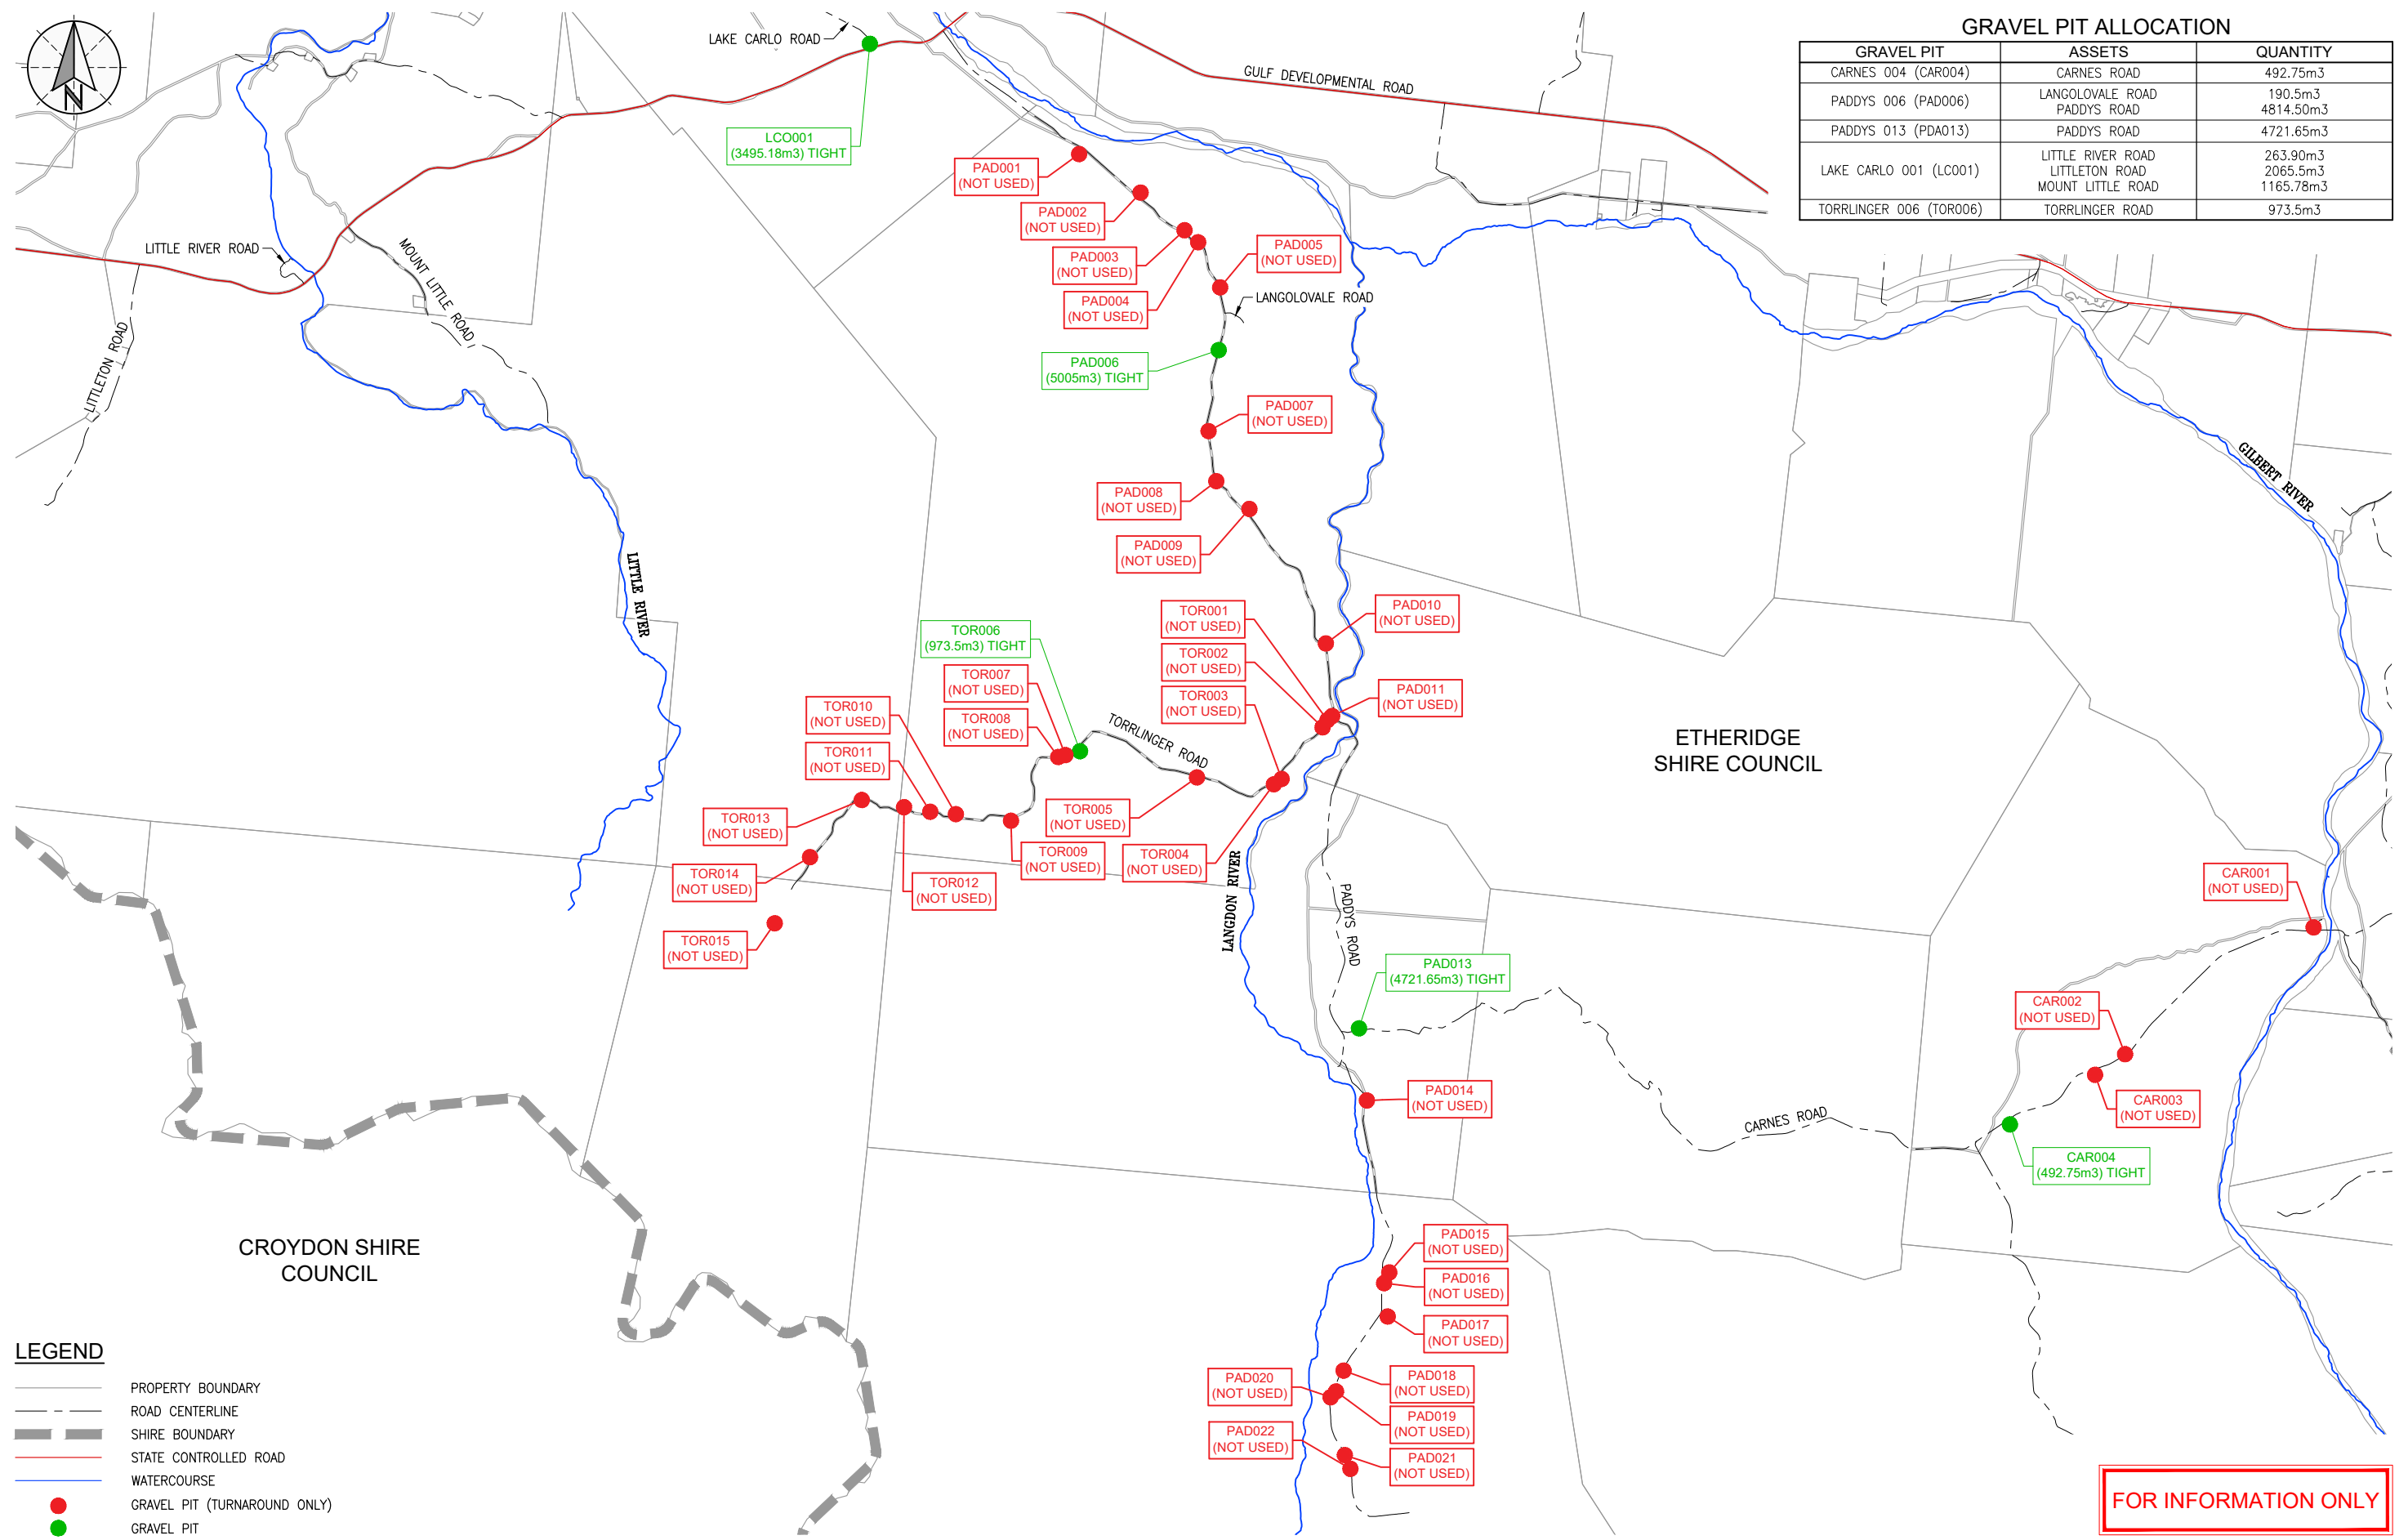 N
LAKE CARLO ROAD
GULF DEVELOPMENTAL ROAD
GRAVEL PIT ALLOCATION
GRAVEL PIT ASSETS QUANTITY
CARNES 004 (CAR004) CARNES ROAD 492.75m3
PADDYS 006 (PAD006) LANGOLOVALE ROAD 190.5m3
PADDYS ROAD 4814.50m3
PADDYS 013 (PDA013) PADDYS ROAD 4721.65m3
LAKE CARLO 001 (LC001) LITTLE RIVER ROAD 263.90m3
LITTLETON ROAD 2065.5m3
MOUNT LITTLE ROAD 1165.78m3
TORRLINGER 006 (TOR006) TORRLINGER ROAD 973.5m3
LCO001
(3495.18m3) TIGHT
PAD001
(NOT USED)
PAD002
(NOT USED)
PAD003
(NOT USED)
PAD004
(NOT USED)
PAD005
(NOT USED)
LANGOLOVALE ROAD
LITTLE RIVER ROAD
MOUNT LITTLE ROAD
LITTLETON ROAD
PAD006
(5005m3) TIGHT
PAD007
(NOT USED)
PAD008
(NOT USED)
PAD009
(NOT USED)
GILBERT RIVER
LITTLE RIVER
PAD010
(NOT USED)
TOR001
(NOT USED)
TOR002
(NOT USED)
TOR003
(NOT USED)
PAD011
(NOT USED)
TOR006
(973.5m3) TIGHT
TOR007
(NOT USED)
TOR008
(NOT USED)
TOR010
(NOT USED)
TOR011
(NOT USED)
TORRLINGER ROAD
ETHERIDGE
SHIRE COUNCIL
TOR013
(NOT USED)
TOR005
(NOT USED)
TOR009
(NOT USED)
TOR004
(NOT USED)
TOR014
(NOT USED)
TOR012
(NOT USED)
TOR015
(NOT USED)
LANGDON RIVER
PADDYS ROAD
CAR001
(NOT USED)
PAD013
(4721.65m3) TIGHT
CAR002
(NOT USED)
PAD014
(NOT USED)
CAR003
(NOT USED)
CARNES ROAD
CAR004
(492.75m3) TIGHT
CROYDON SHIRE
COUNCIL
PAD015
(NOT USED)
PAD016
(NOT USED)
PAD017
(NOT USED)
PAD018
(NOT USED)
PAD020
(NOT USED)
PAD019
(NOT USED)
PAD022
(NOT USED)
PAD021
(NOT USED)
LEGEND
PROPERTY BOUNDARY
ROAD CENTERLINE
SHIRE BOUNDARY
STATE CONTROLLED ROAD
WATERCOURSE
GRAVEL PIT (TURNAROUND ONLY)
GRAVEL PIT
FOR INFORMATION ONLY